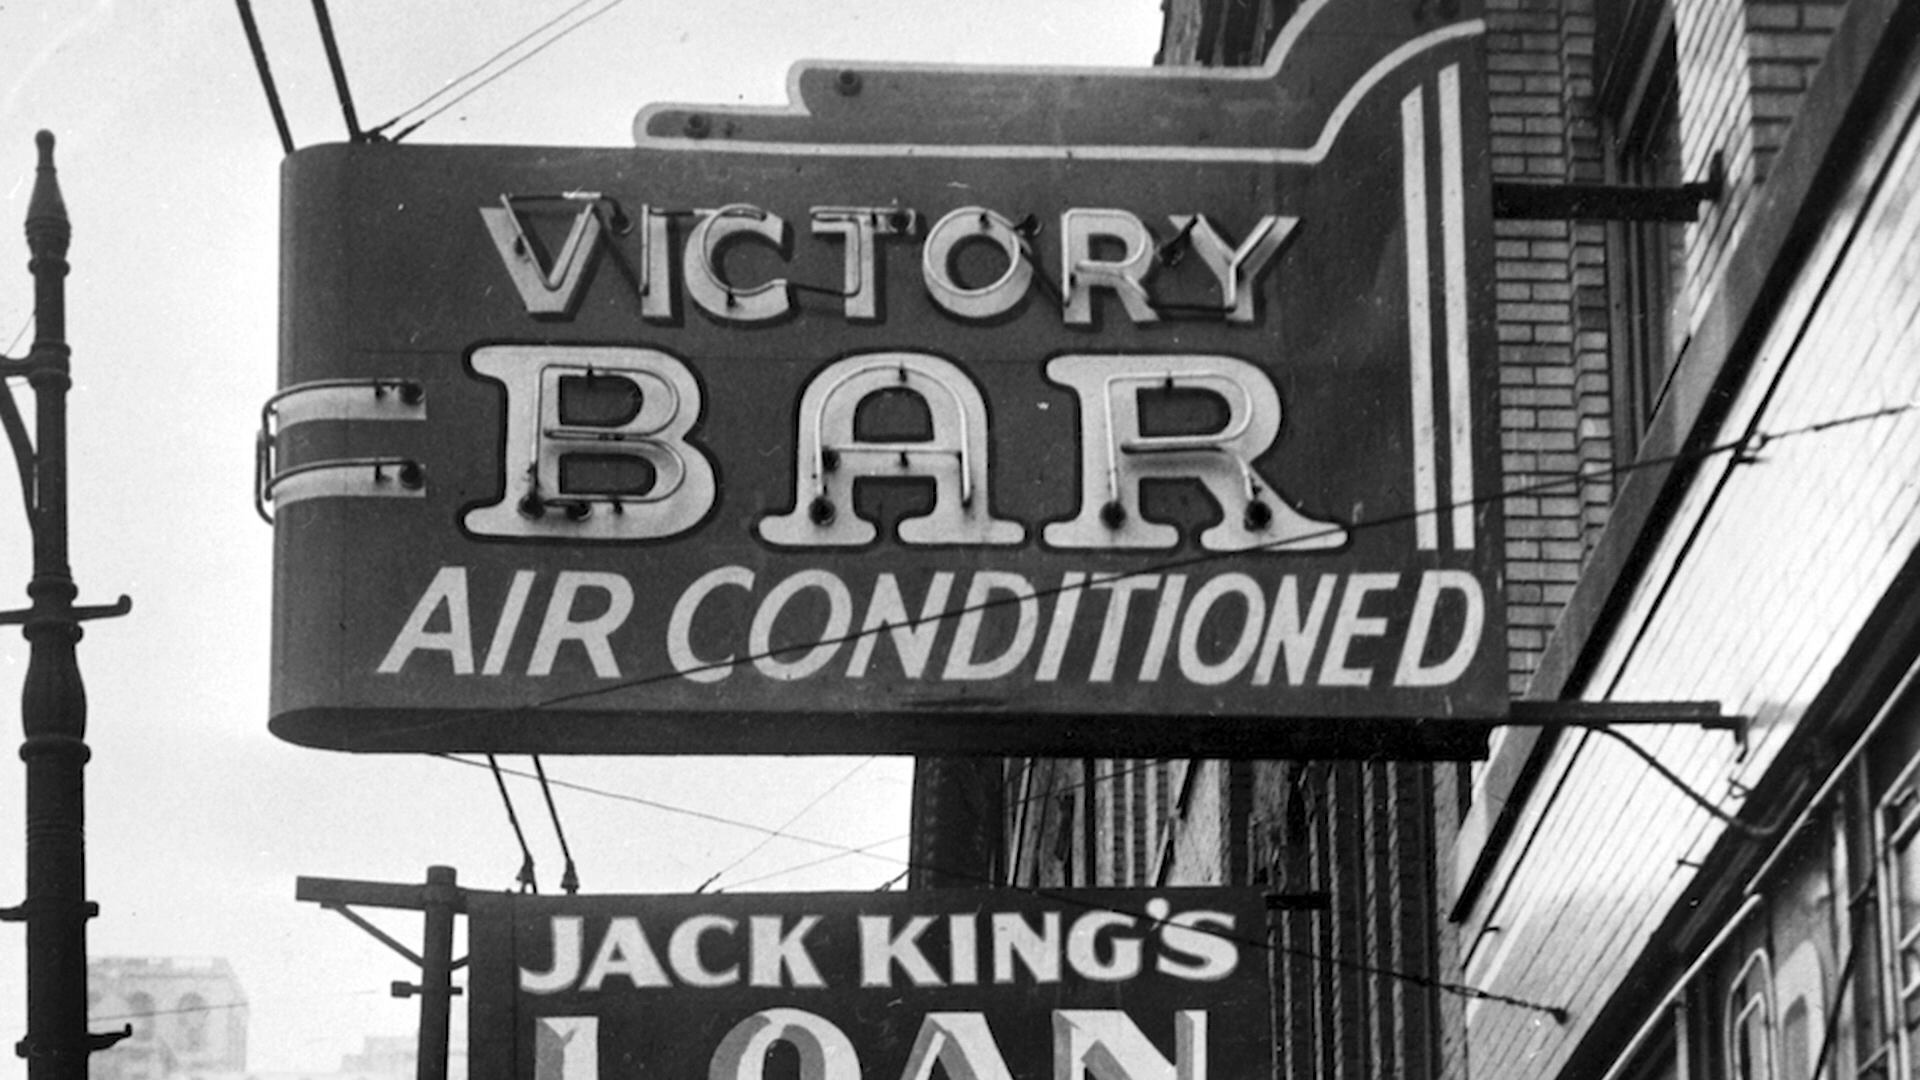 VICTORY
BAR
AIR CONDITIONED
JACK KING'S
LOAN